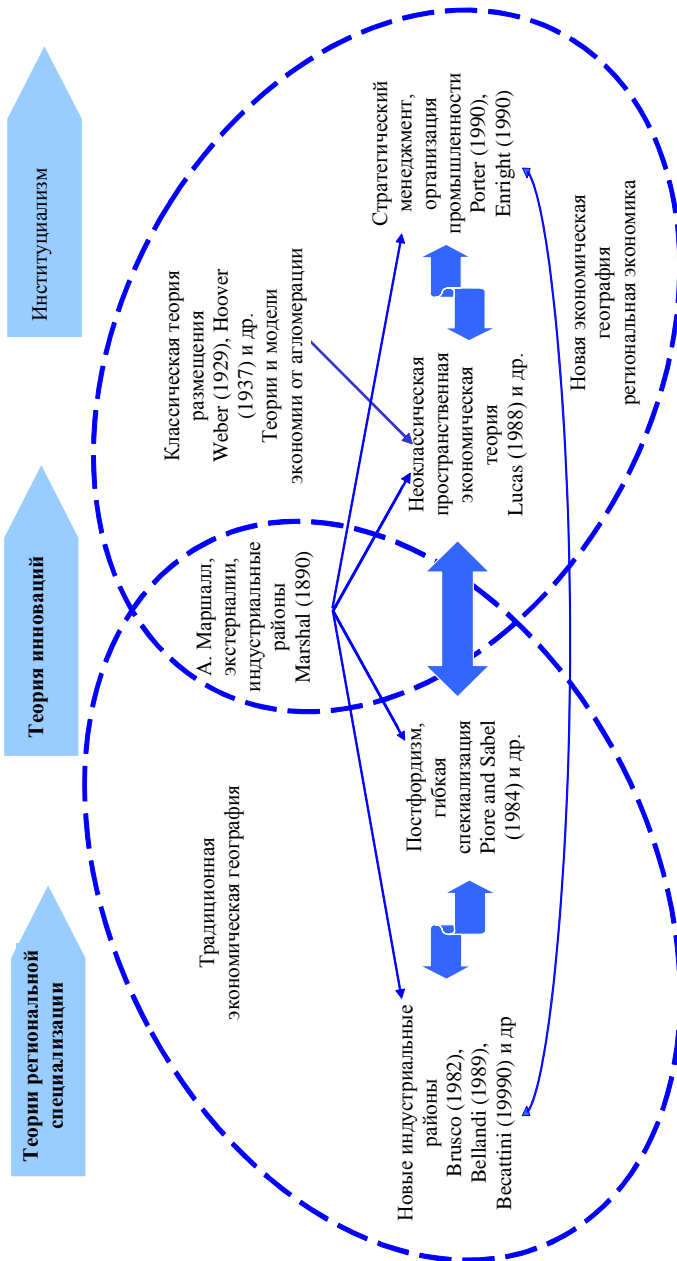 Теории региональной
специализации
Теория инноваций
Институциализм
Традиционная
экономическая география
А. Маршалл,
экстерналии,
индустриальные
районы
Marshal (1890)
Классическая теория
размещения
Weber (1929), Hoover
(1937) и др.
Теории и модели
экономии от агломерации
Новые индустриальные
районы
Brusco (1982),
Bellandi (1989),
Becattini (19990) и др
Постфордизм,
гибкая
спекиализация
Piore and Sabel
(1984) и др.
Неоклассическая
пространственная
экономическая
теория
Lucas (1988) и др.
Стратегический
менеджмент,
организация
промышленности
Porter (1990),
Enright (1990)
Новая экономическая
география
региональная экономика